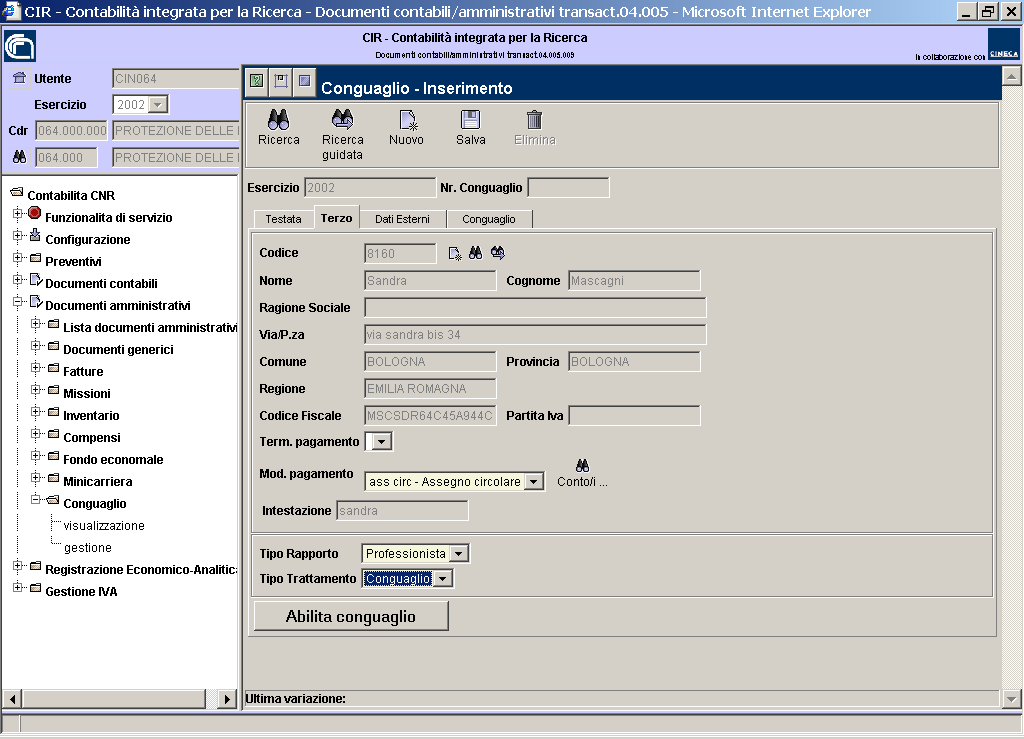 CIR - Contabilità integrata per la Ricerca - Documenti contabili/amministrativi transact.04.005 - Microsoft Internet Explorer
CIR - Contabilità integrata per la Ricerca
Documenti contabili/amministrativi transact.04.005.009
In collaborazione con CINECA
Utente CIN064
Esercizio 2002
Cdr 064.000.000 PROTEZIONE DELLE
064.000 PROTEZIONE DELLE
Contabilita CNR
Funzionalita di servizio
Configurazione
Preventivi
Documenti contabili
Documenti amministrativi
Lista documenti amministrativi
Documenti generici
Fatture
Missioni
Inventario
Compensi
Fondo economale
Minicarriera
Conguaglio
visualizzazione
gestione
Registrazione Economico-Analitica
Gestione IVA
Conguaglio - Inserimento
Ricerca Ricerca guidata Nuovo Salva Elimina
Esercizio 2002 Nr. Conguaglio
Testata Terzo Dati Esterni Conguaglio
Codice 8160
Nome Sandra Cognome Mascagni
Ragione Sociale
Via/P.za via sandra bis 34
Comune BOLOGNA Provincia BOLOGNA
Regione EMILIA ROMAGNA
Codice Fiscale MSCSDR64C45A944C Partita Iva
Term. pagamento
Mod. pagamento ass circ - Assegno circolare Conto/i ...
Intestazione sandra
Tipo Rapporto Professionista
Tipo Trattamento Conguaglio
Abilita conguaglio
Ultima variazione: